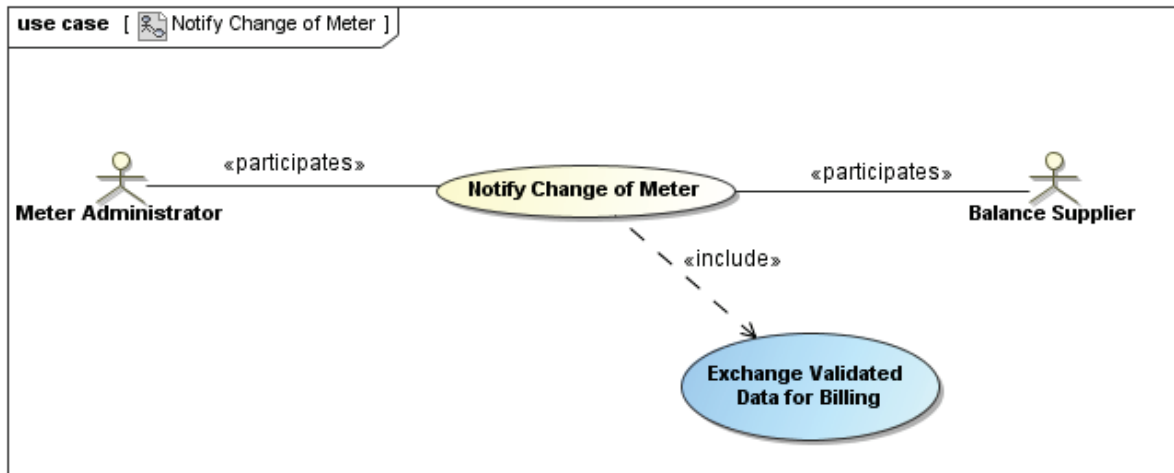 use case [ Notify Change of Meter ]
«participates»
«participates»
Notify Change of Meter
Meter Administrator
Balance Supplier
«include»
Exchange Validated
Data for Billing